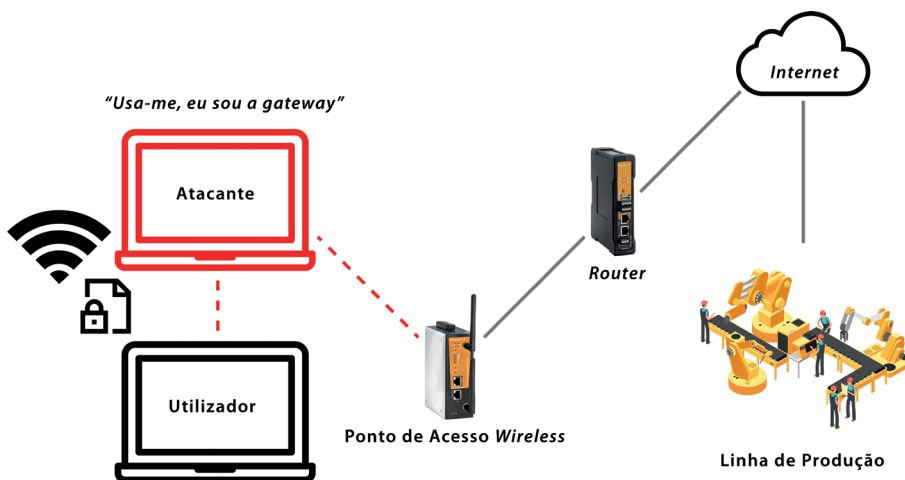 Internet
“Usa-me, eu sou a gateway”
Atacante
Router
Utilizador
Ponto de Acesso Wireless
Linha de Produção